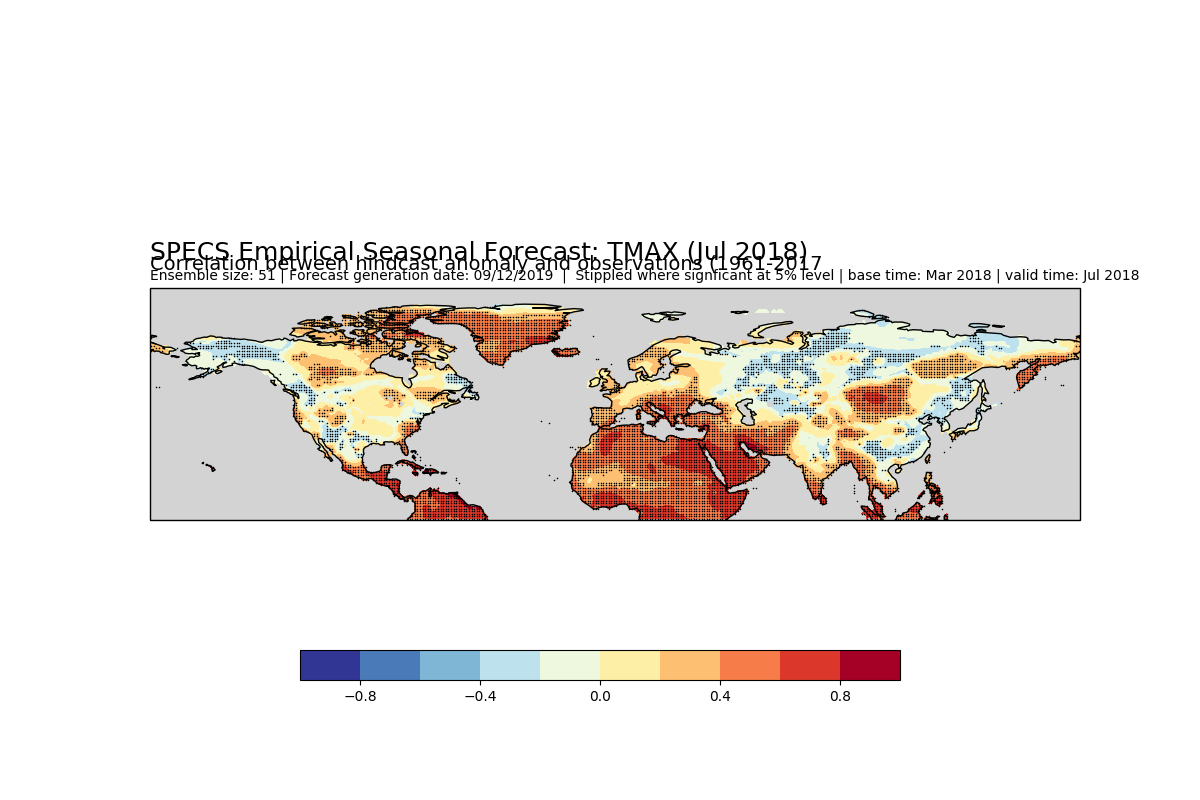 SPECS Empirical Seasonal Forecast: TMAX (Jul 2018)
Correlation between hindcast anomaly and observations (1961-2017
Ensemble size: 51 | Forecast generation date: 09/12/2019 | Stippled where signficant at 5% level | base time: Mar 2018 | valid time: Jul 2018
−0.8 −0.4 0.0 0.4 0.8